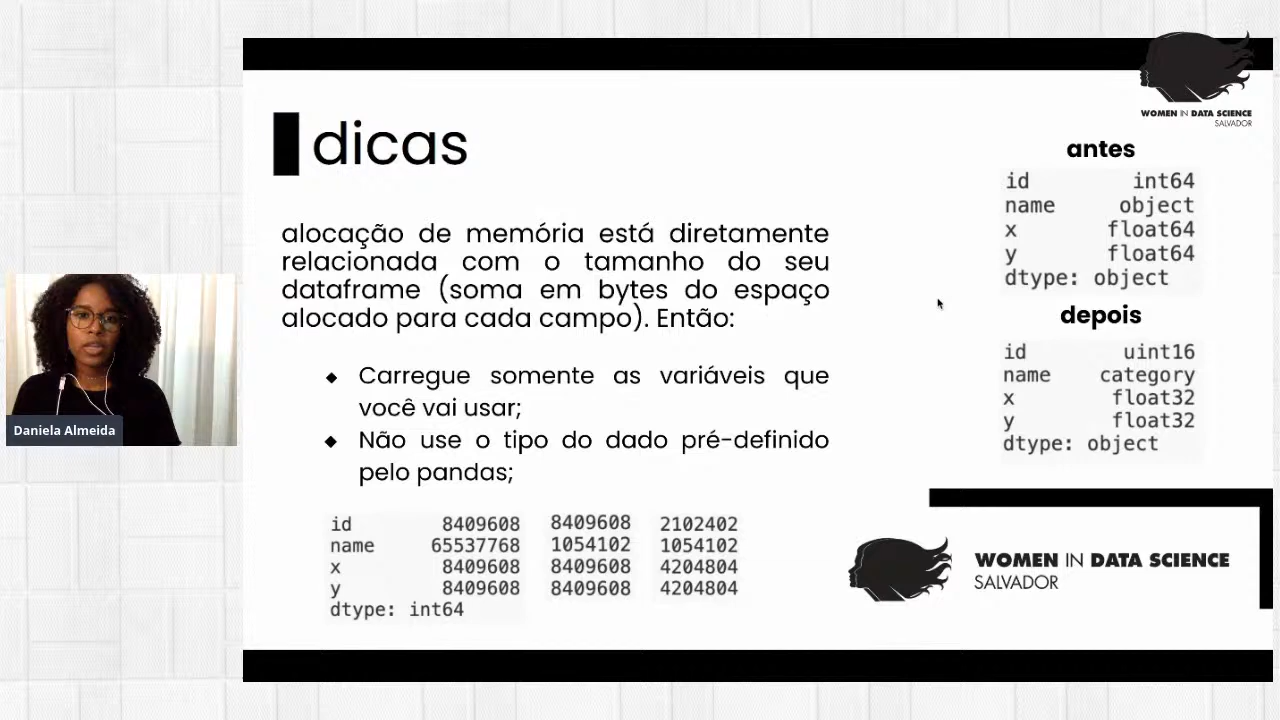 WOMEN IN DATA SCIENCE
SALVADOR
dicas
alocação de memória está diretamente
relacionada com o tamanho do seu
dataframe (soma em bytes do espaço
alocado para cada campo). Então:
◆ Carregue somente as variáveis que
você vai usar;
◆ Não use o tipo do dado pré-definido
pelo pandas;
id 8409608 8409608 2102402
name 65537768 1054102 1054102
x 8409608 8409608 4204804
y 8409608 8409608 4204804
dtype: int64
antes
id int64
name object
x float64
y float64
dtype: object
depois
id uint16
name category
x float32
y float32
dtype: object
WOMEN IN DATA SCIENCE
SALVADOR
Daniela Almeida